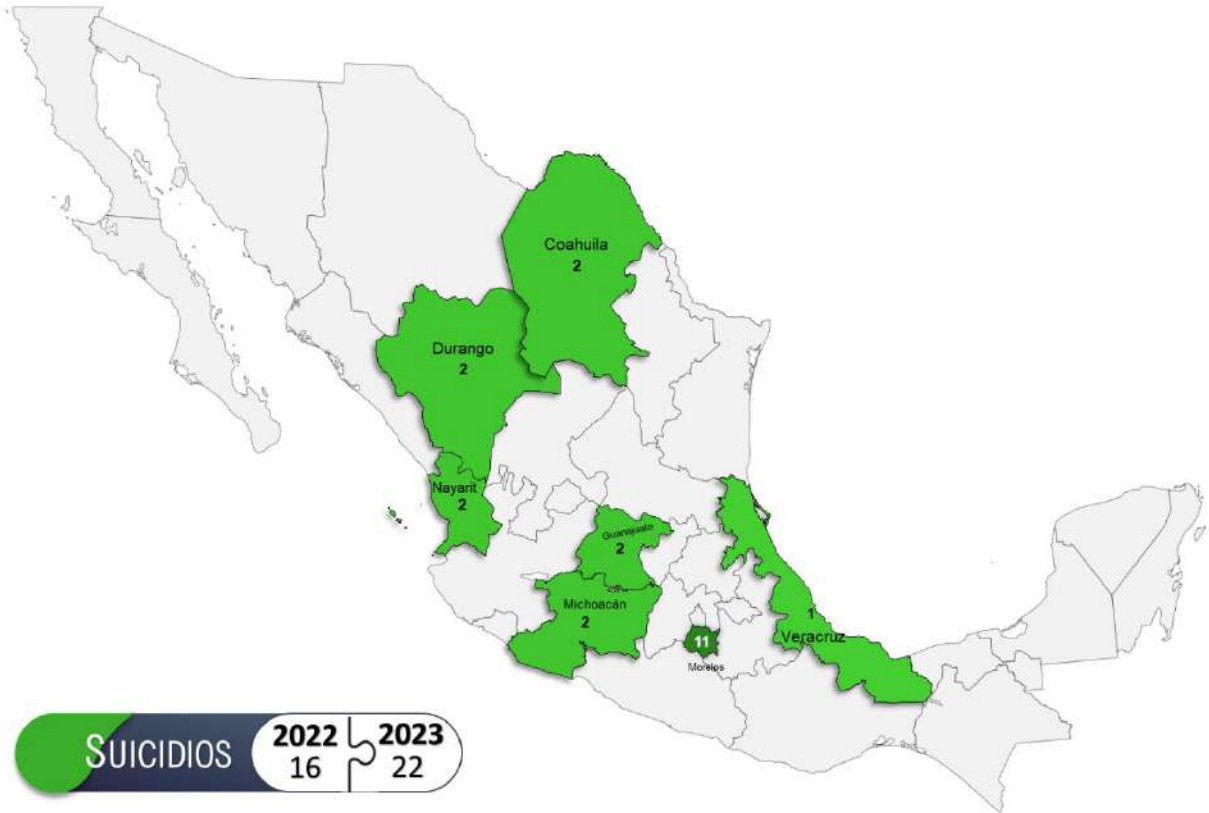 Coahuila
2
Durango
2
Nayarit
2
Guanajuato
2
Michoacán
2
11
Morelos
1
Veracruz
SUICIDIOS
2022 2023
16 22